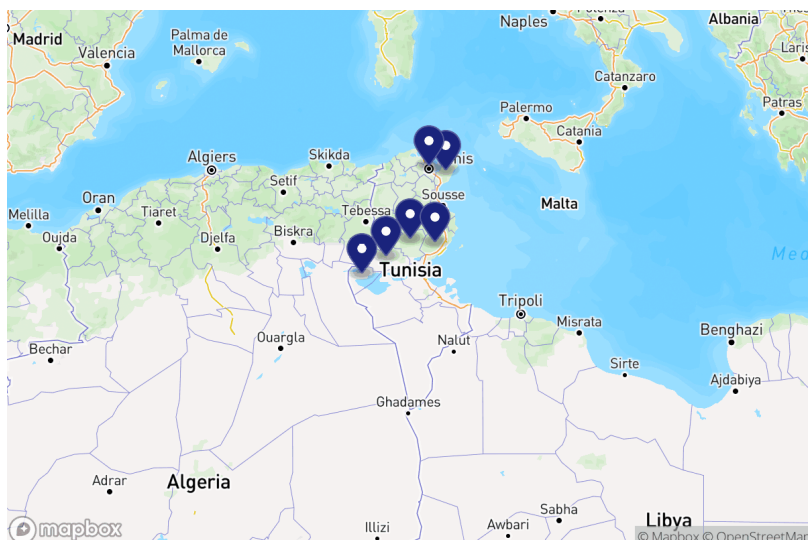 Naples
Potenza
Albania
Madrid
Palma de
Mallorca
Valencia
Laris
Catanzaro
Patras
Palermo
Catania
Algiers
Skikda
nis
Setif
Sousse
Malta
Oran
Tiaret
Tebessa
Melilla
Oujda
Djelfa
Biskra
Med
Tunisia
Tripoli
Misrata
Benghazi
Bechar
Ouargla
Nalut
Sirte
Ajdabiya
Ghadames
Adrar
Algeria
Sabha
Illizi
Awbari
Libya
mapbox
© Mapbox © OpenStreetMap